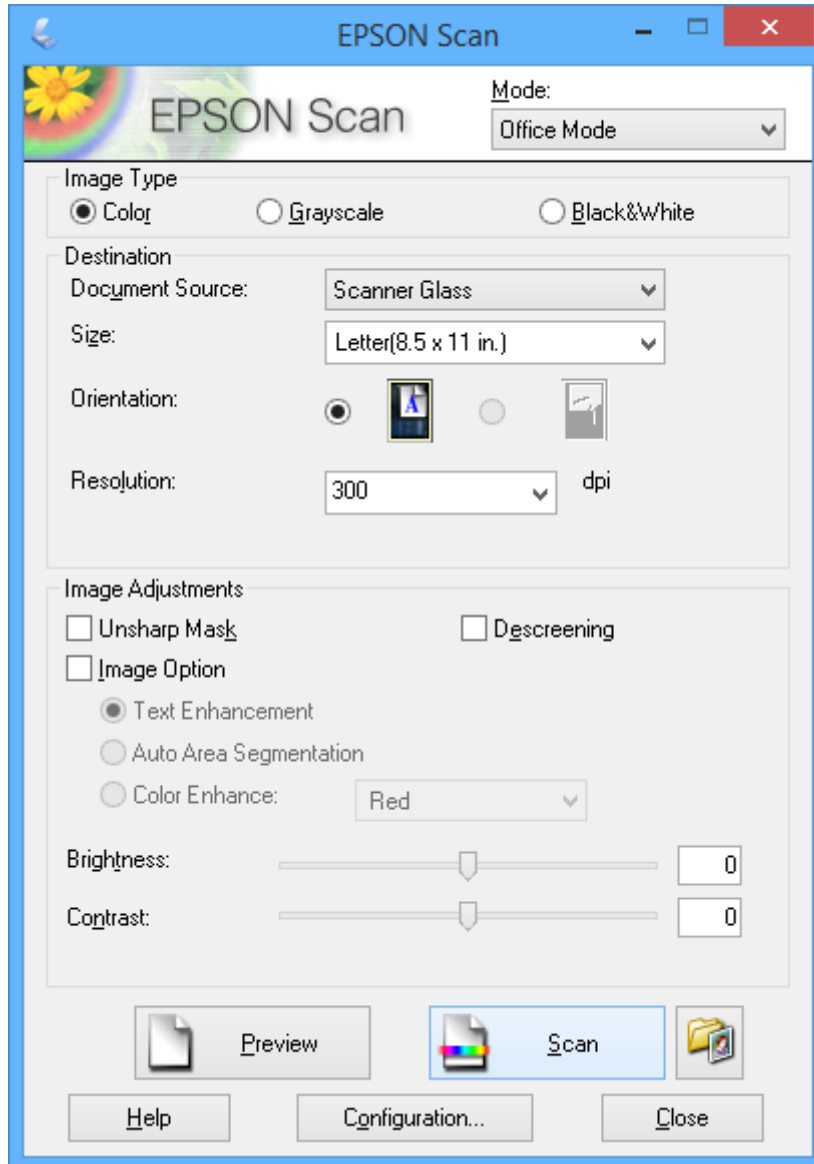 EPSON Scan
EPSON Scan
Mode:
Office Mode
Image Type
Color
Grayscale
Black&White
Destination
Document Source:
Scanner Glass
Size:
Letter(8.5 x 11 in.)
Orientation:
A
Resolution:
300
dpi
Image Adjustments
Unsharp Mask
Descreening
Image Option
Text Enhancement
Auto Area Segmentation
Color Enhance:
Red
Brightness:
0
Contrast:
0
Preview
Scan
Help
Configuration...
Close